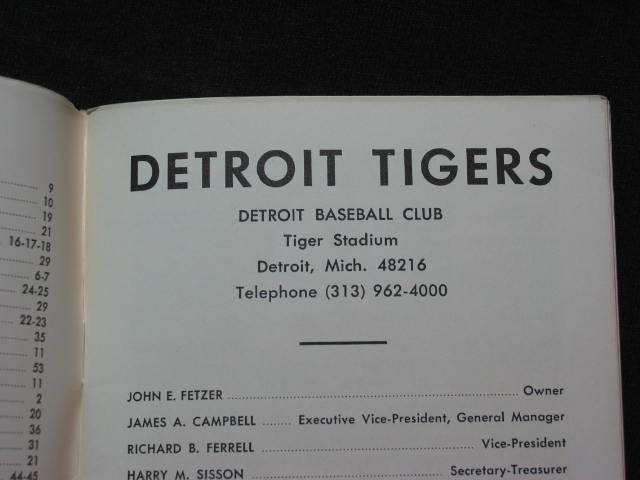 9
10
19
21
16-17-18
29
6-7
24-25
29
22-23
35
11
53
11
2
20
36
31
21
44-45
DETROIT TIGERS
DETROIT BASEBALL CLUB
Tiger Stadium
Detroit, Mich. 48216
Telephone (313) 962-4000
JOHN E. FETZER ........ Owner
JAMES A. CAMPBELL ........ Executive Vice-President, General Manager
RICHARD B. FERRELL ........ Vice-President
HARRY M. SISSON ........ Secretary-Treasurer